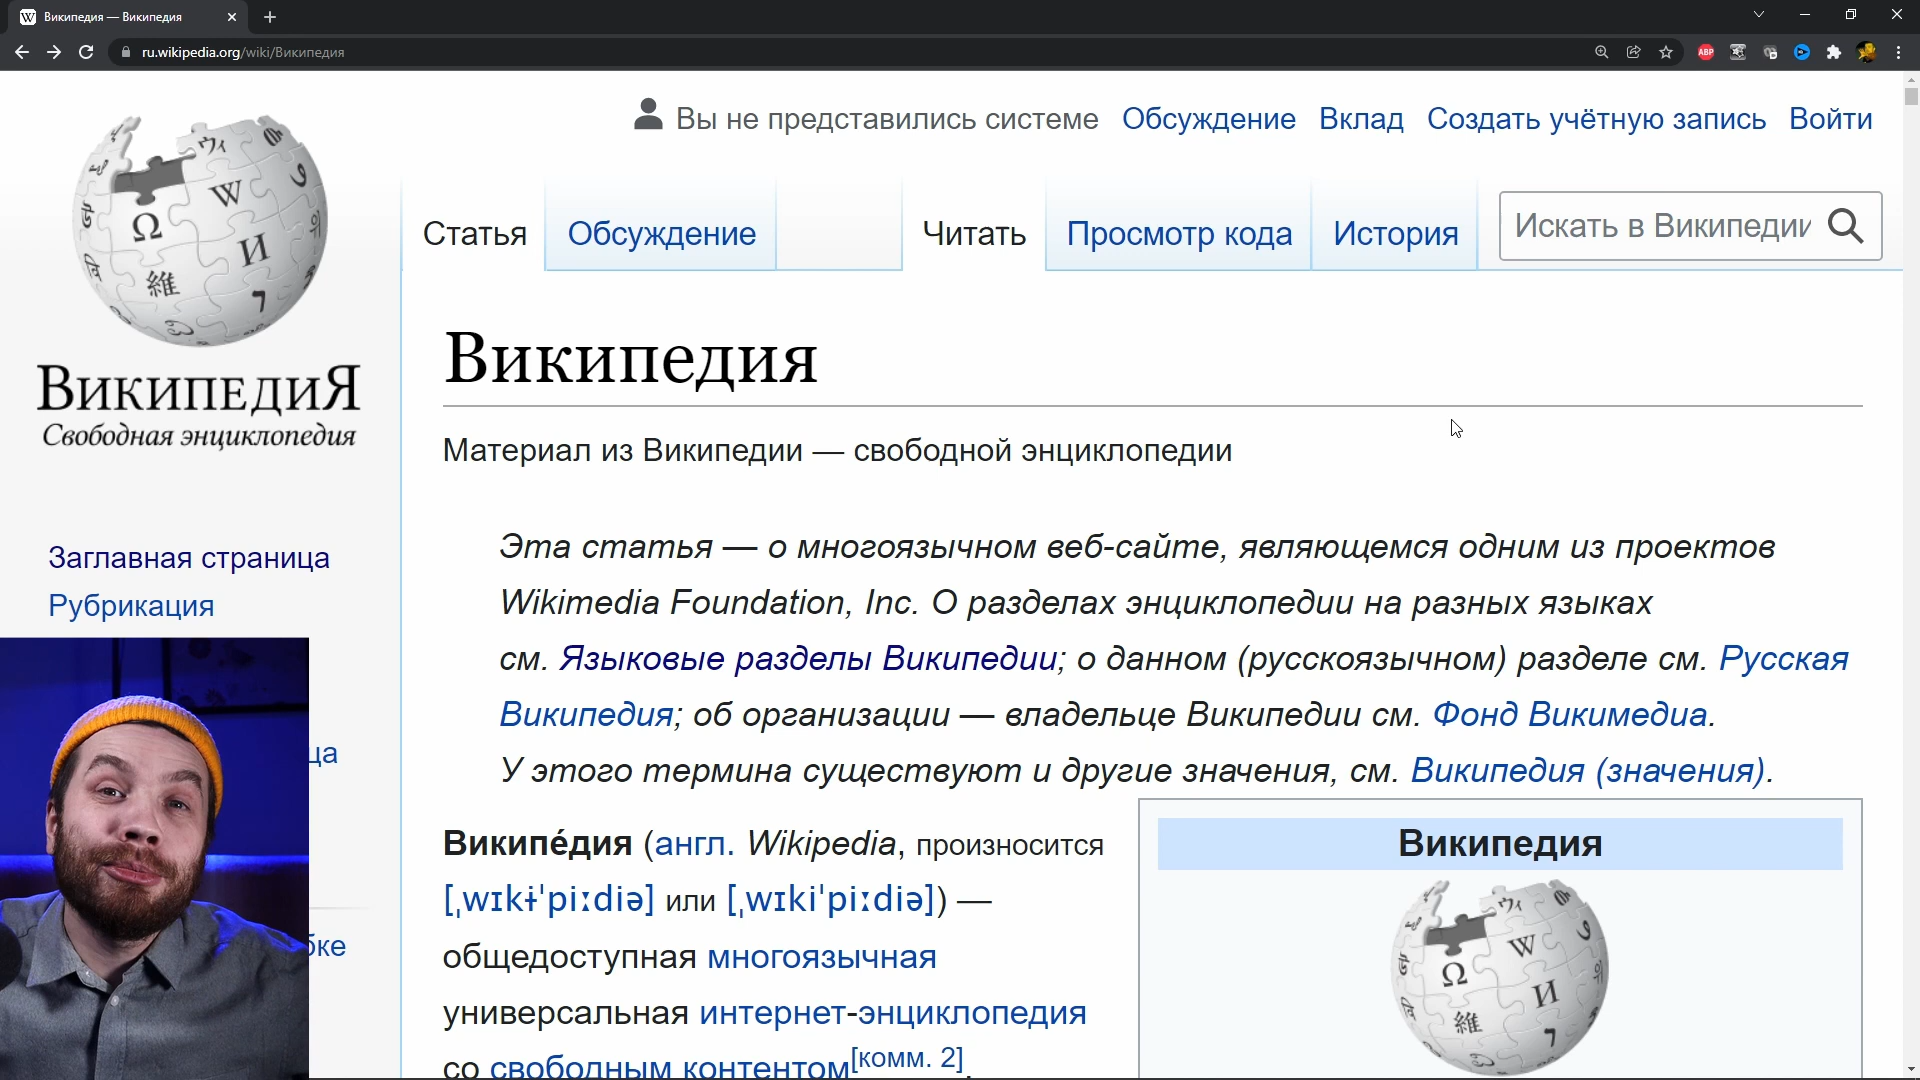 Википедия — Википедия
ru.wikipedia.org/wiki/Википедия
ABP
Вы не представились системе Обсуждение Вклад Создать учётную запись Войти
Статья Обсуждение Читать Просмотр кода История Искать в Википедии
ВикипедиЯ
Свободная энциклопедия
Заглавная страница
Рубрикация
Википедия
Материал из Википедии — свободной энциклопедии
Эта статья — о многоязычном веб-сайте, являющемся одним из проектов
Wikimedia Foundation, Inc. О разделах энциклопедии на разных языках
см. Языковые разделы Википедии; о данном (русскоязычном) разделе см. Русская
Википедия; об организации — владельце Википедии см. Фонд Викимедиа.
У этого термина существуют и другие значения, см. Википедия (значения).
Викпе́дия (англ. Wikipedia, произносится
[ˌwɪkɨˈpiːdiə] или [ˌwɪkiˈpiːdiə]) —
общедоступная многоязычная
универсальная интернет-энциклопедия
со свободным контентом[комм. 2].
Википедия